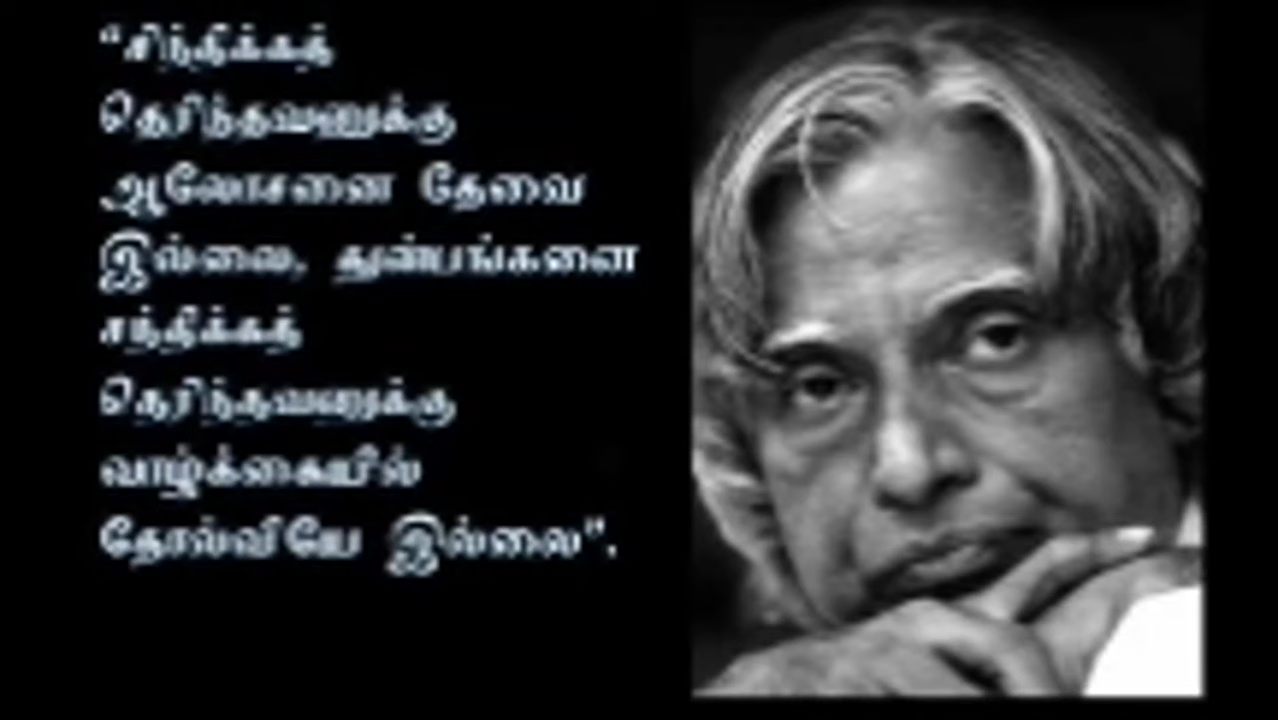 “சிந்திக்கத்
தெரிந்தவனுக்கு
ஆலோசனை தேவை
இல்லை, துன்பங்களை
சந்திக்கத்
தெரிந்தவனுக்கு
வாழ்க்கையில்
தோல்வியே இல்லை”.